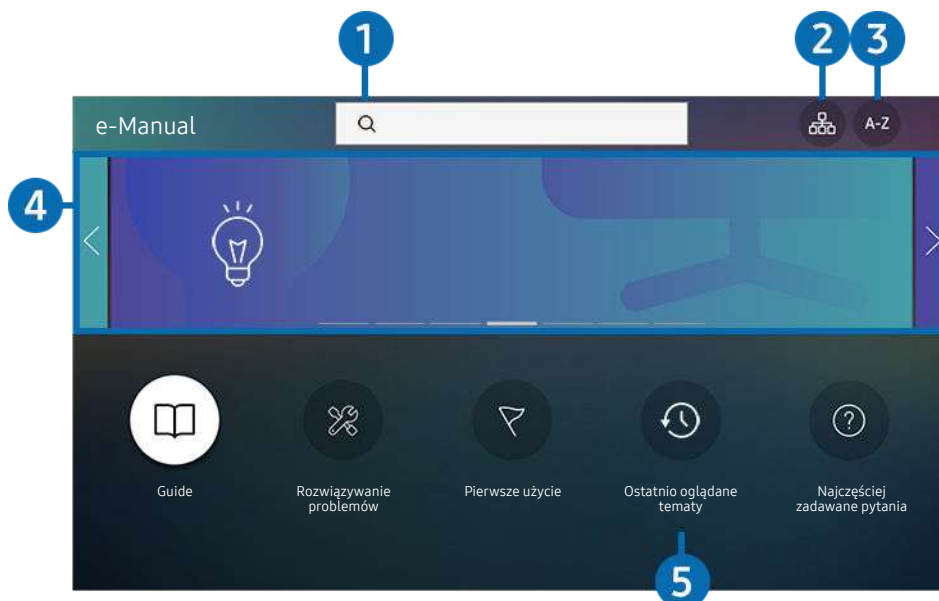 1
2
3
e-Manual
A-Z
4
Guide
Rozwiązywanie
problemów
Pierwsze użycie
Ostatnio oglądane
tematy
Najczęściej
zadawane pytania
5